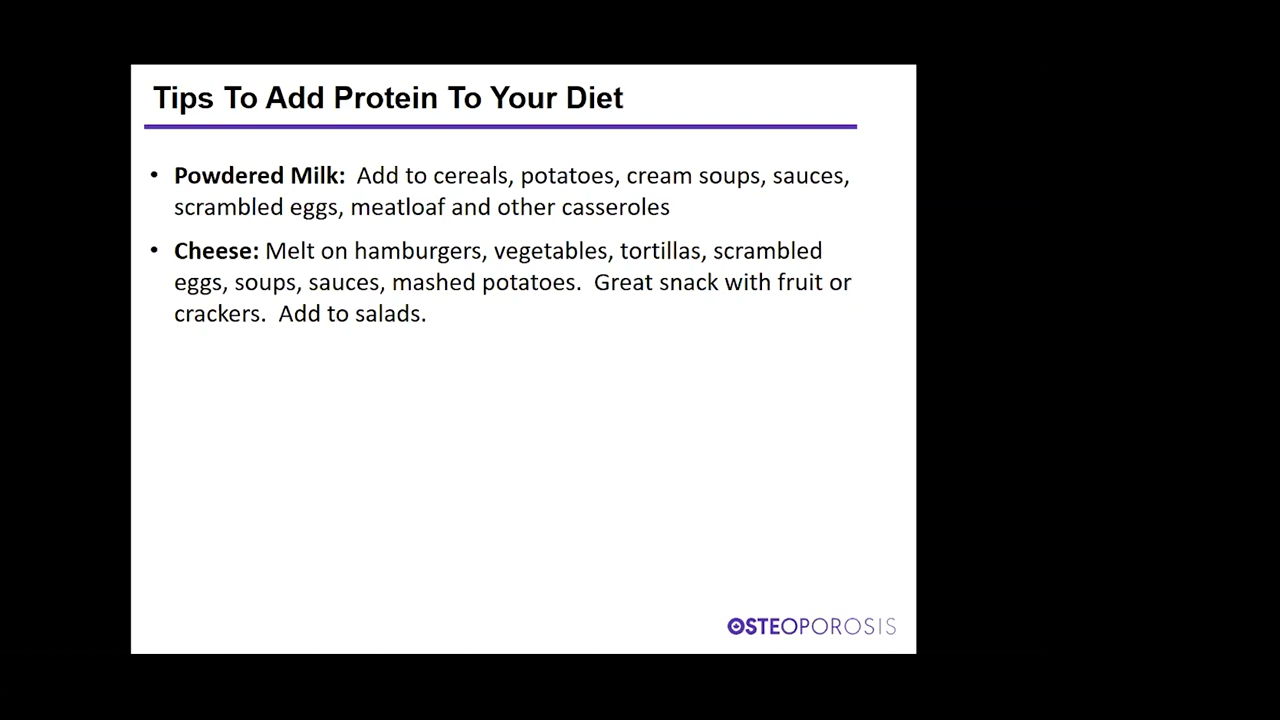 Tips To Add Protein To Your Diet
• Powdered Milk:  Add to cereals, potatoes, cream soups, sauces,
scrambled eggs, meatloaf and other casseroles
• Cheese: Melt on hamburgers, vegetables, tortillas, scrambled
eggs, soups, sauces, mashed potatoes.  Great snack with fruit or
crackers.  Add to salads.
OSTEOPOROSIS